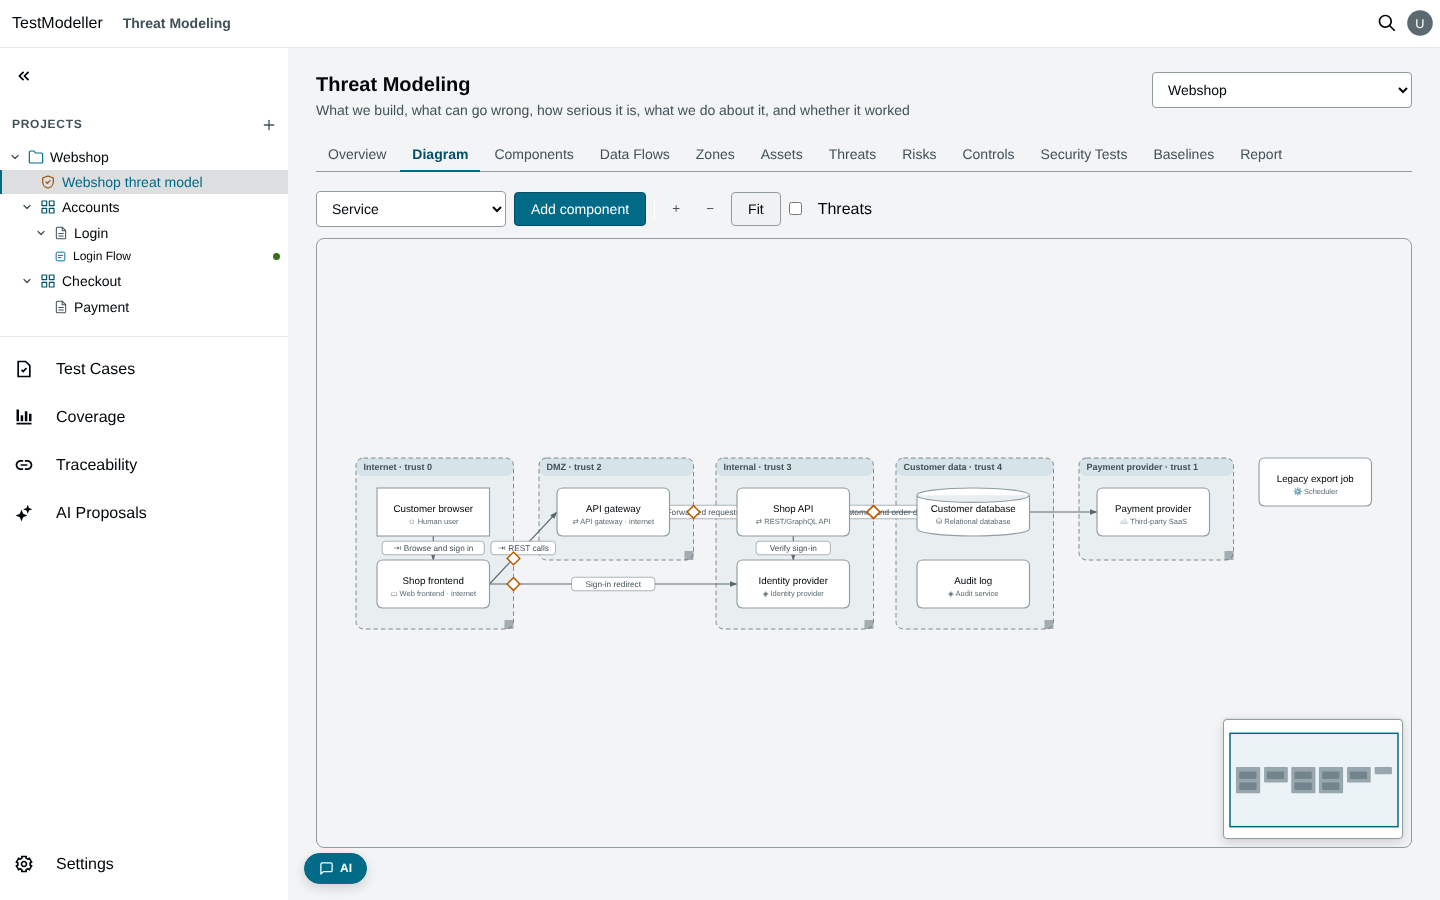 TestModeller
Threat Modeling
U
PROJECTS
Webshop
Webshop threat model
Accounts
Login
Login Flow
Checkout
Payment
Test Cases
Coverage
Traceability
AI Proposals
Settings
Threat Modeling
What we build, what can go wrong, how serious it is, what we do about it, and whether it worked
Webshop
Overview
Diagram
Components
Data Flows
Zones
Assets
Threats
Risks
Controls
Security Tests
Baselines
Report
Service
Add component
+
−
Fit
Threats
Internet · trust 0
Customer browser
Human user
Browse and sign in
Shop frontend
Web frontend · internet
REST calls
Sign-in redirect
DMZ · trust 2
API gateway
API gateway · internet
requests
Internal · trust 3
Shop API
REST/GraphQL API
Verify sign-in
Identity provider
Identity provider
and order
Customer data · trust 4
Customer database
Relational database
Audit log
Audit service
Payment provider · trust 1
Payment provider
Third-party SaaS
Legacy export job
Scheduler
AI